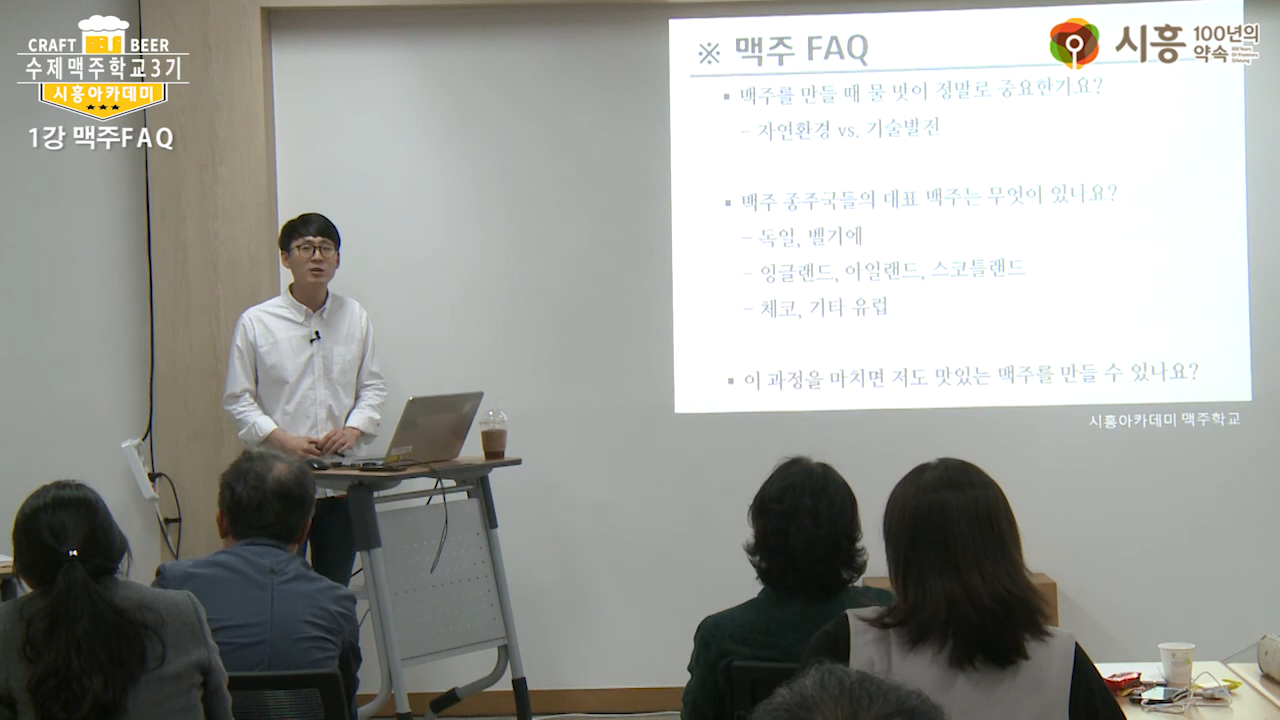 CRAFT BEER
수제맥주학교3기
시흥아카데미
1강 맥주FAQ
시흥 100년의 약속
※ 맥주 FAQ
▪ 맥주를 만들 때 물 맛이 정말로 중요한가요?
– 자연환경 vs. 기술발전
▪ 맥주 종주국들의 대표 맥주는 무엇이 있나요?
– 독일, 벨기에
– 잉글랜드, 아일랜드, 스코틀랜드
– 체코, 기타 유럽
▪ 이 과정을 마치면 저도 맛있는 맥주를 만들 수 있나요?
시흥아카데미 맥주학교